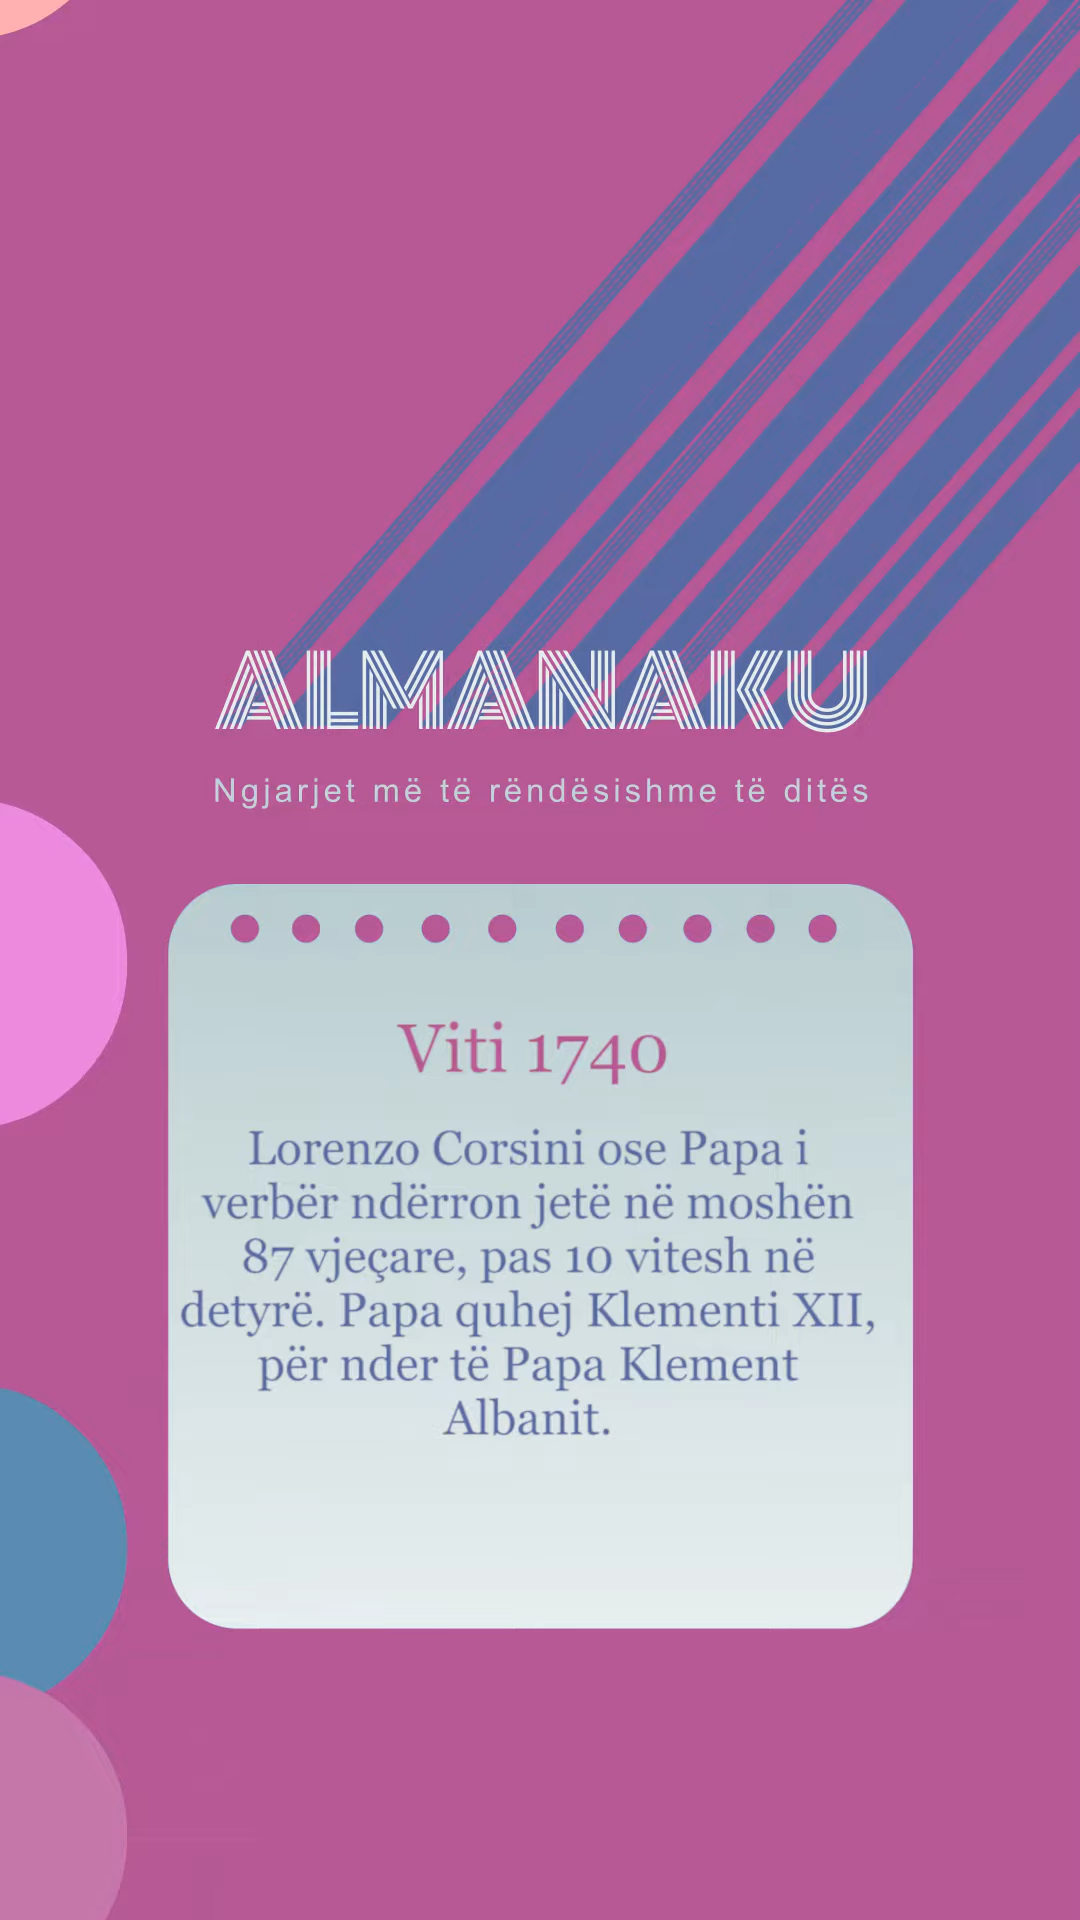 ALMANAKU
Ngjarjet më të rëndësishme të ditës
Viti 1740
Lorenzo Corsini ose Papa i
verbër ndërron jetë në moshën
87 vjeçare, pas 10 vitesh në
detyrë. Papa quhej Klementi XII,
për nder të Papa Klement
Albanit.